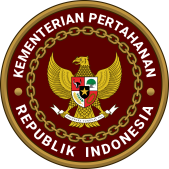 KEMENTERIAN PERTAHANAN
REPUBLIK INDONESIA